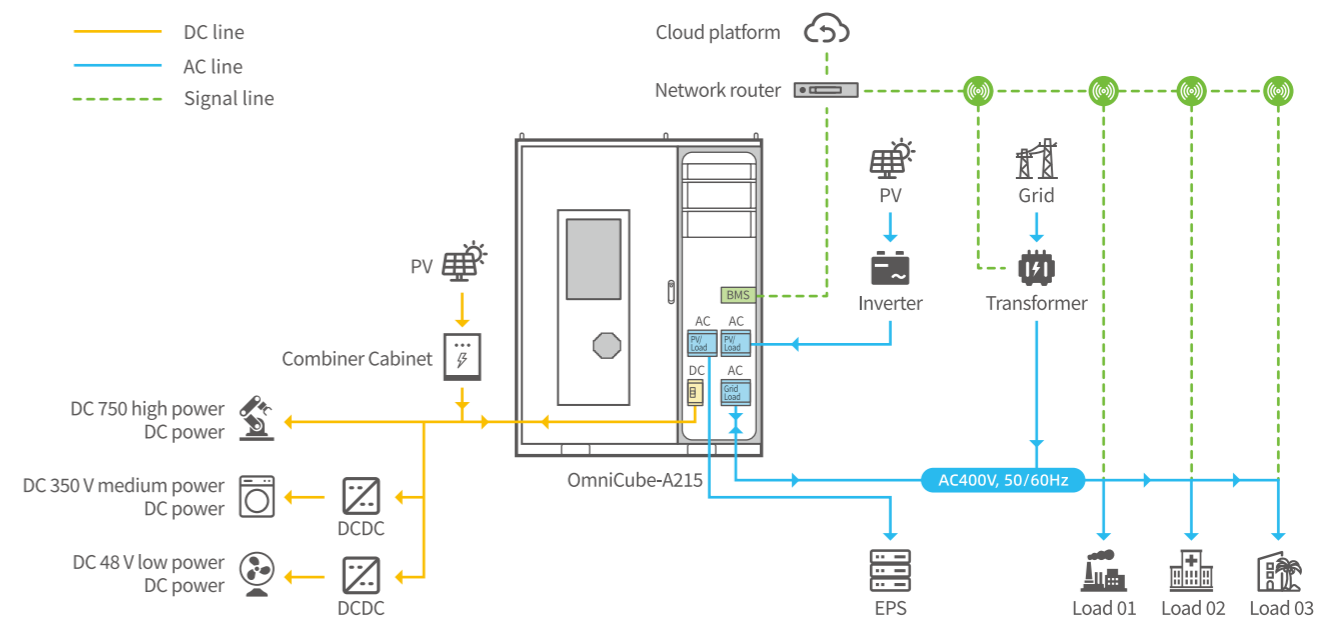 DC line
AC line
Signal line
Cloud platform
Network router
PV
Grid
Inverter
Transformer
PV
Combiner Cabinet
BMS
AC
AC
PV/
Load
PV/
Load
DC
AC
Grid
Load
DC 750 high power
DC power
DC 350 V medium power
DC power
DCDC
DC 48 V low power
DC power
DCDC
OmniCube-A215
AC400V, 50/60Hz
EPS
Load 01
Load 02
Load 03